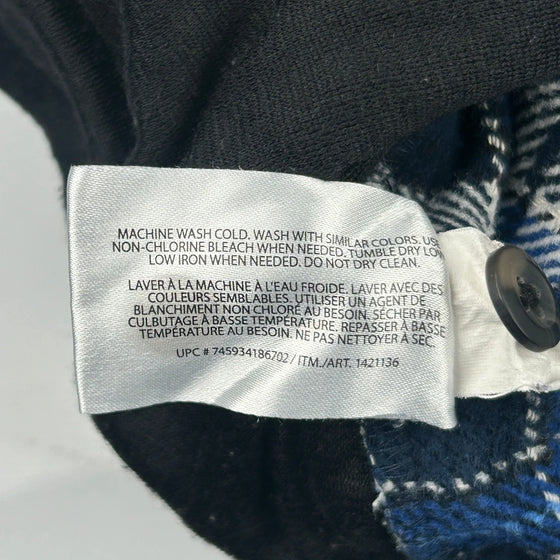 MACHINE WASH COLD. WASH WITH SIMILAR COLORS. USE
NON-CHLORINE BLEACH WHEN NEEDED. TUMBLE DRY LOW
LOW IRON WHEN NEEDED. DO NOT DRY CLEAN.
LAVER À LA MACHINE À L'EAU FROIDE. LAVER AVEC DES
COULEURS SEMBLABLES. UTILISER UN AGENT DE
BLANCHIMENT NON CHLORÉ AU BESOIN. SÉCHER PAR
CULBUTAGE À BASSE TEMPÉRATURE. REPASSER À BASSE
TEMPÉRATURE AU BESOIN. NE PAS NETTOYER À SEC.
UPC # 745934186702 / ITM./ART. 1421136